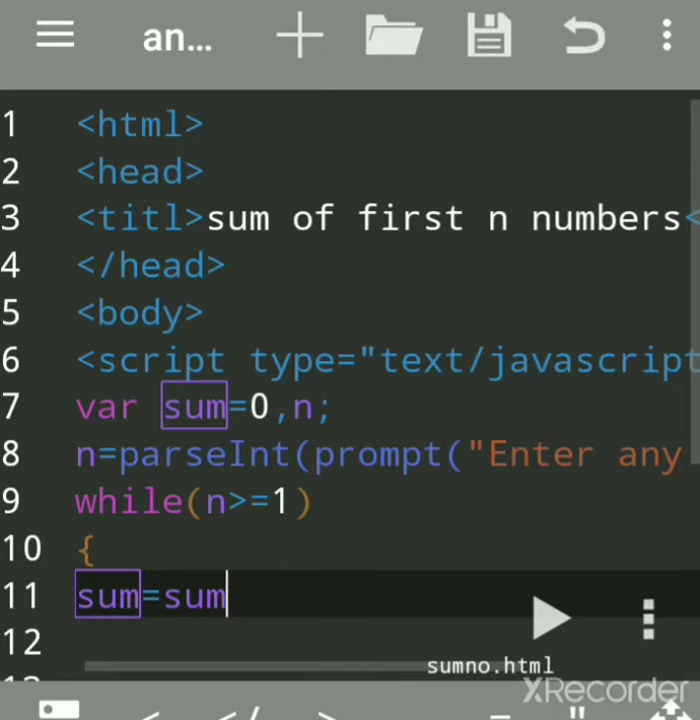 an...
1 <html>
2 <head>
3 <titl>sum of first n numbers<
4 </head>
5 <body>
6 <script type="text/javascript
7 var sum=0,n;
8 n=parseInt(prompt("Enter any
9 while(n>=1)
10 {
11 sum=sum
12
sumno.html
XRecorder
< </ > = "